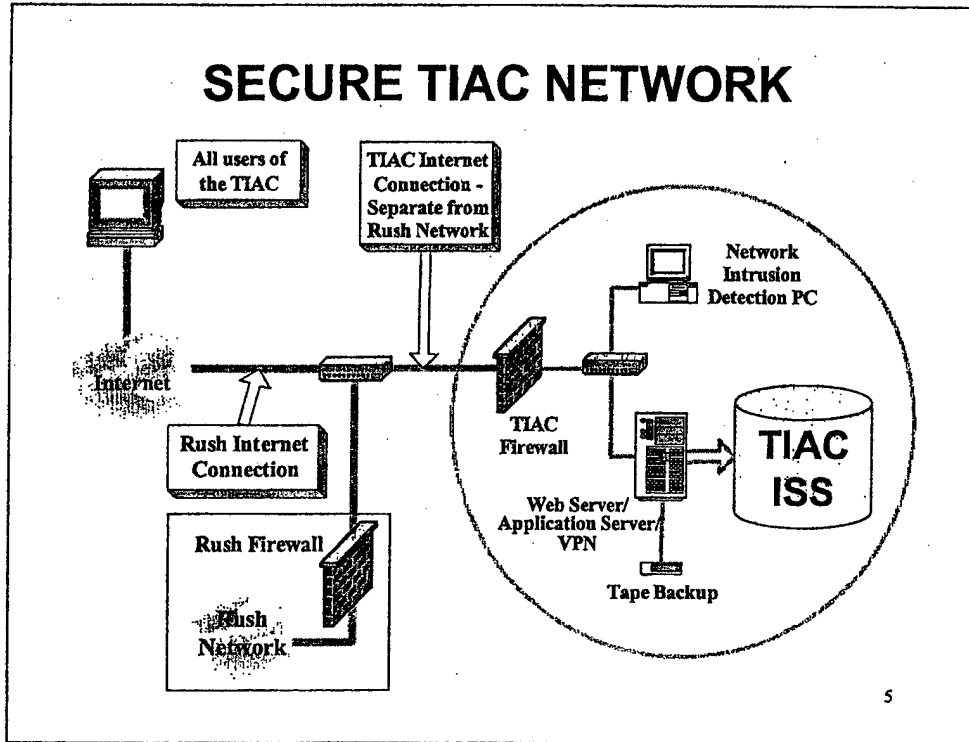 SECURE TIAC NETWORK
All users of
the TIAC
TIAC Internet
Connection -
Separate from
Rush Network
Network
Intrusion
Detection PC
Internet
TIAC
Firewall
Rush Internet
Connection
TIAC
ISS
Web Server/
Application Server/
VPN
Rush Firewall
Tape Backup
Rush
Network
5